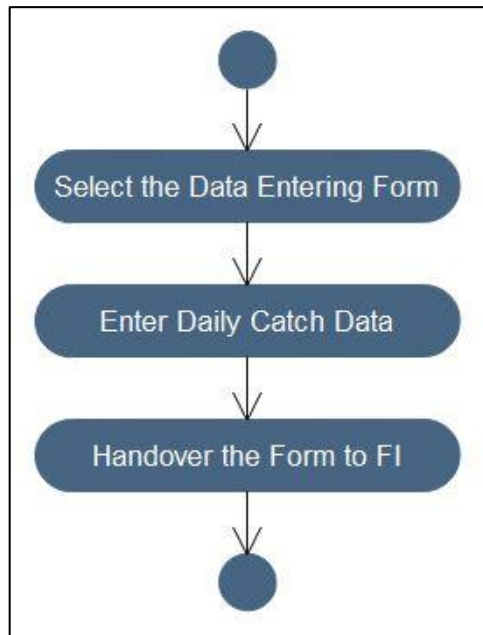 Select the Data Entering Form
Enter Daily Catch Data
Handover the Form to FI